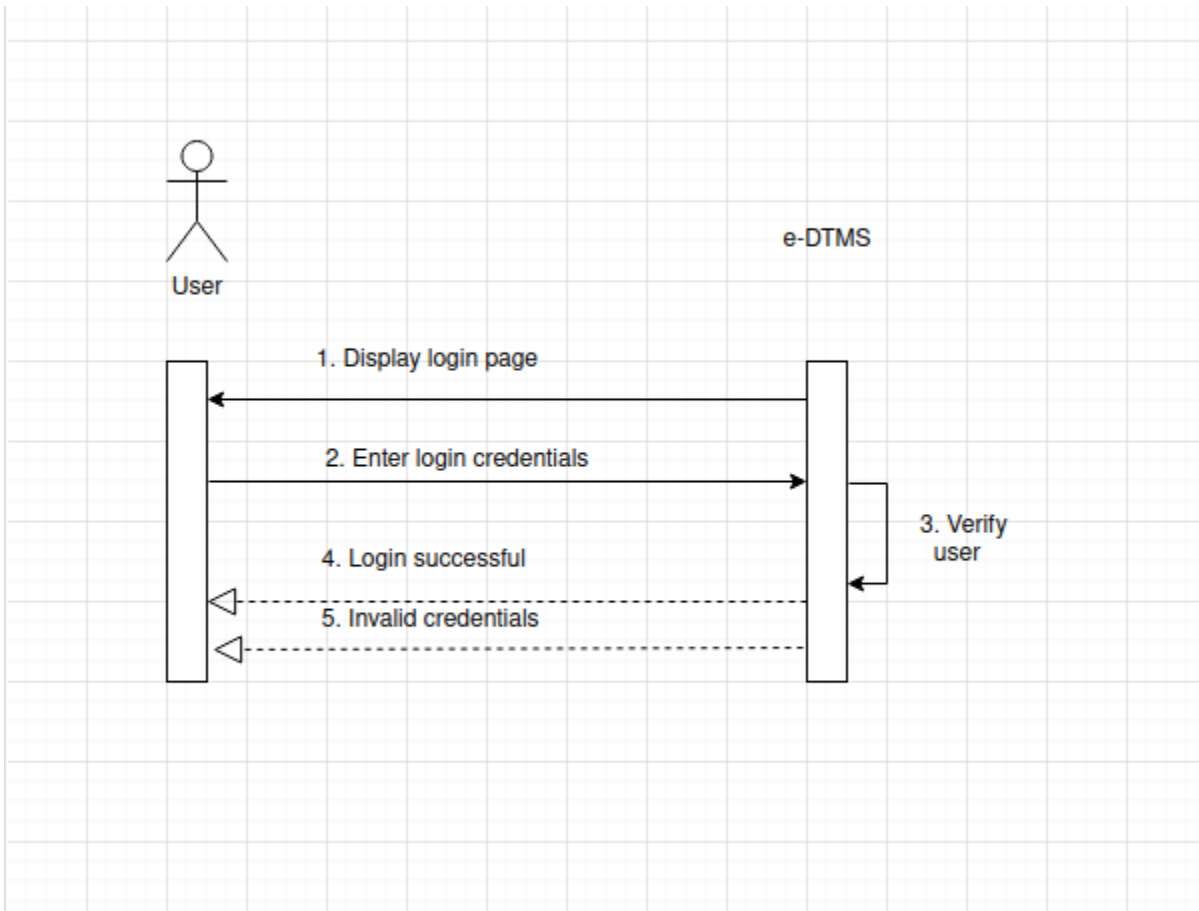 e-DTMS
User
1. Display login page
2. Enter login credentials
3. Verify
user
4. Login successful
5. Invalid credentials